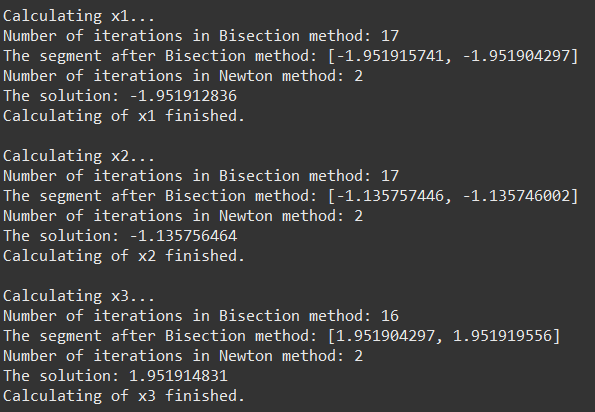 Calculating x1...
Number of iterations in Bisection method: 17
The segment after Bisection method: [-1.951915741, -1.951904297]
Number of iterations in Newton method: 2
The solution: -1.951912836
Calculating of x1 finished.
Calculating x2...
Number of iterations in Bisection method: 17
The segment after Bisection method: [-1.135757446, -1.135746002]
Number of iterations in Newton method: 2
The solution: -1.135756464
Calculating of x2 finished.
Calculating x3...
Number of iterations in Bisection method: 16
The segment after Bisection method: [1.951904297, 1.951919556]
Number of iterations in Newton method: 2
The solution: 1.951914831
Calculating of x3 finished.